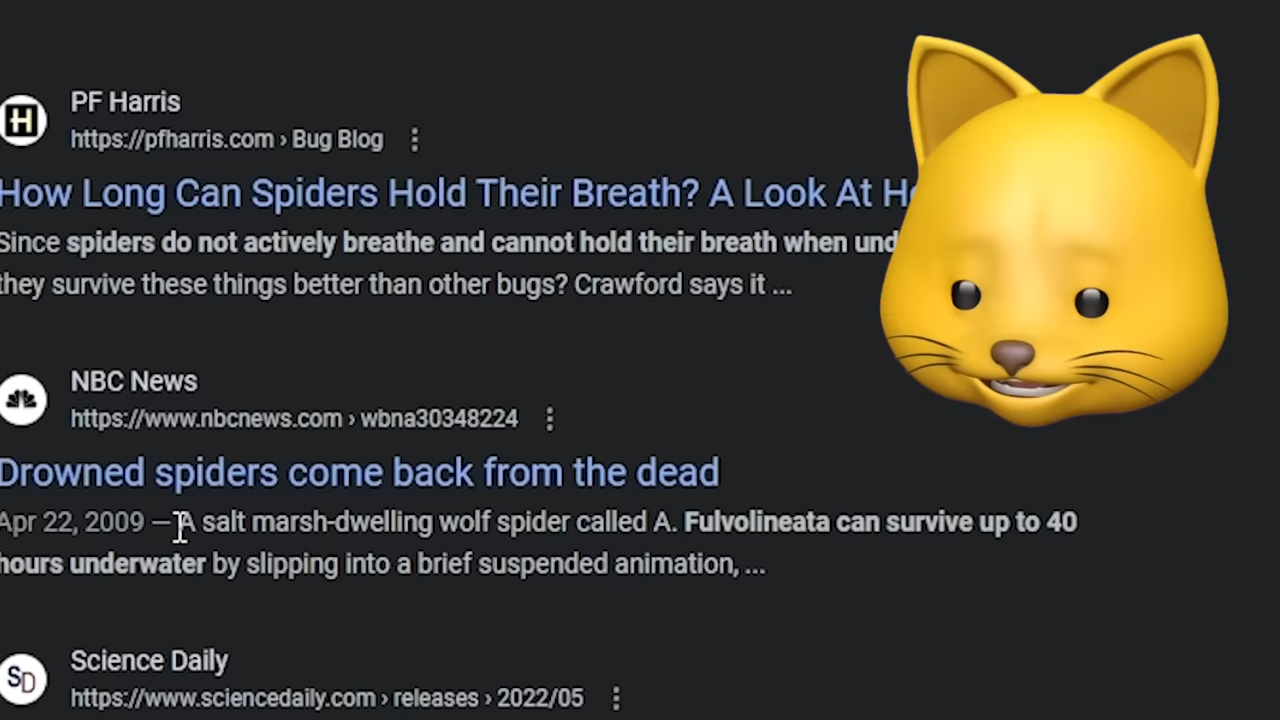 PF Harris
https://pfharris.com › Bug Blog
How Long Can Spiders Hold Their Breath? A Look At
Since spiders do not actively breathe and cannot hold their breath when
they survive these things better than other bugs? Crawford says it ...
NBC News
https://www.nbcnews.com › wbna30348224
Drowned spiders come back from the dead
Apr 22, 2009 — A salt marsh-dwelling wolf spider called A. Fulvolineata can survive up to 40
hours underwater by slipping into a brief suspended animation, ...
SD
Science Daily
https://www.sciencedaily.com › releases › 2022/05